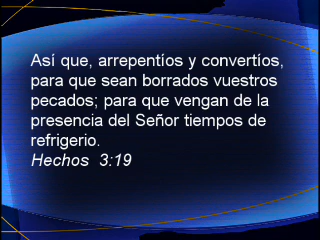 Así que, arrepentíos y convertíos,
para que sean borrados vuestros
pecados; para que vengan de la
presencia del Señor tiempos de
refrigerio.
Hechos  3:19